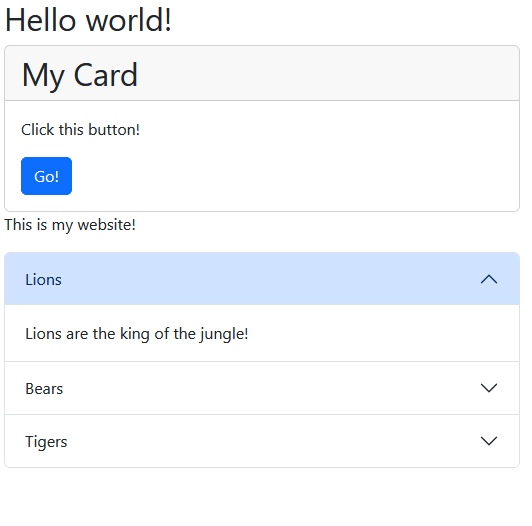 Hello world!
My Card
Click this button!
Go!
This is my website!
Lions
Lions are the king of the jungle!
Bears
Tigers